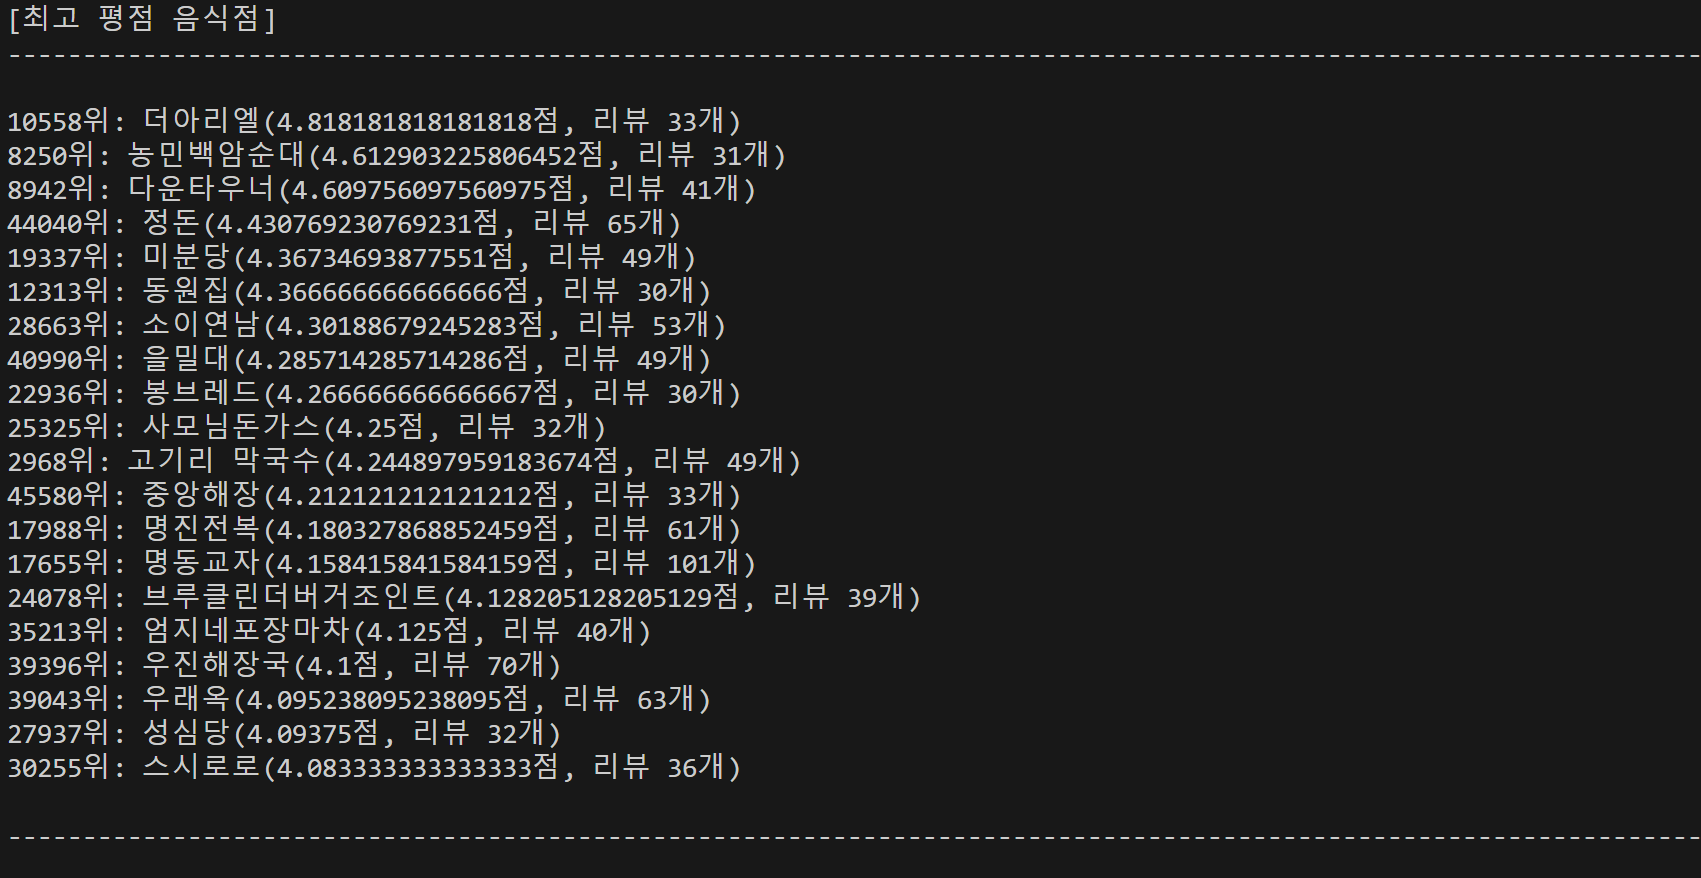 [최고 평점 음식점]
--------------------------------------------------------------------------------------------------------------------
10558위: 더아리엘(4.818181818181818점, 리뷰 33개)
8250위: 농민백암순대(4.612903225806452점, 리뷰 31개)
8942위: 다운타우너(4.609756097560975점, 리뷰 41개)
44040위: 정돈(4.430769230769231점, 리뷰 65개)
19337위: 미분당(4.36734693877551점, 리뷰 49개)
12313위: 동원집(4.366666666666666점, 리뷰 30개)
28663위: 소이연남(4.30188679245283점, 리뷰 53개)
40990위: 을밀대(4.285714285714286점, 리뷰 49개)
22936위: 봉브레드(4.266666666666667점, 리뷰 30개)
25325위: 사모님돈가스(4.25점, 리뷰 32개)
2968위: 고기리 막국수(4.244897959183674점, 리뷰 49개)
45580위: 중앙해장(4.212121212121212점, 리뷰 33개)
17988위: 명진전복(4.180327868852459점, 리뷰 61개)
17655위: 명동교자(4.158415841584159점, 리뷰 101개)
24078위: 브루클린더버거조인트(4.128205128205129점, 리뷰 39개)
35213위: 엄지네포장마차(4.125점, 리뷰 40개)
39396위: 우진해장국(4.1점, 리뷰 70개)
39043위: 우래옥(4.095238095238095점, 리뷰 63개)
27937위: 성심당(4.09375점, 리뷰 32개)
30255위: 스시로로(4.083333333333333점, 리뷰 36개)
--------------------------------------------------------------------------------------------------------------------